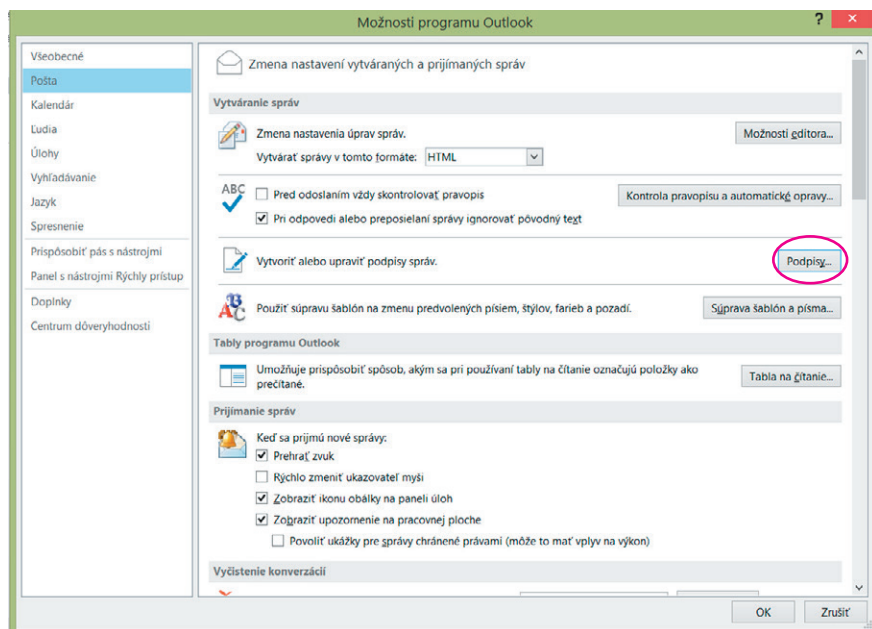 Možnosti programu Outlook
?
Všeobecné
Pošta
Kalendár
Ľudia
Úlohy
Vyhľadávanie
Jazyk
Spresnenie
Prispôsobiť pás s nástrojmi
Panel s nástrojmi Rýchly prístup
Doplnky
Centrum dôveryhodnosti
Zmena nastavení vytváraných a prijímaných správ
Vytváranie správ
Zmena nastavenia úprav správ.
Možnosti editora...
Vytvárať správy v tomto formáte: HTML
ABC
Pred odoslaním vždy skontrolovať pravopis
Kontrola pravopisu a automatické opravy...
Pri odpovedi alebo preposielaní správy ignorovať pôvodný text
Vytvoriť alebo upraviť podpisy správ.
Podpisy...
Použiť súpravu šablón na zmenu predvolených písiem, štýlov, farieb a pozadí.
Súprava šablón a písma...
Tably programu Outlook
Umožňuje prispôsobiť spôsob, akým sa pri používaní tably na čítanie označujú položky ako
prečítané.
Tabla na čítanie...
Prijímanie správ
Keď sa prijmú nové správy:
Prehrať zvuk
Rýchlo zmeniť ukazovateľ myši
Zobraziť ikonu obálky na paneli úloh
Zobraziť upozornenie na pracovnej ploche
Povoliť ukážky pre správy chránené právami (môže to mať vplyv na výkon)
Vyčistenie konverzácií
OK
Zrušiť